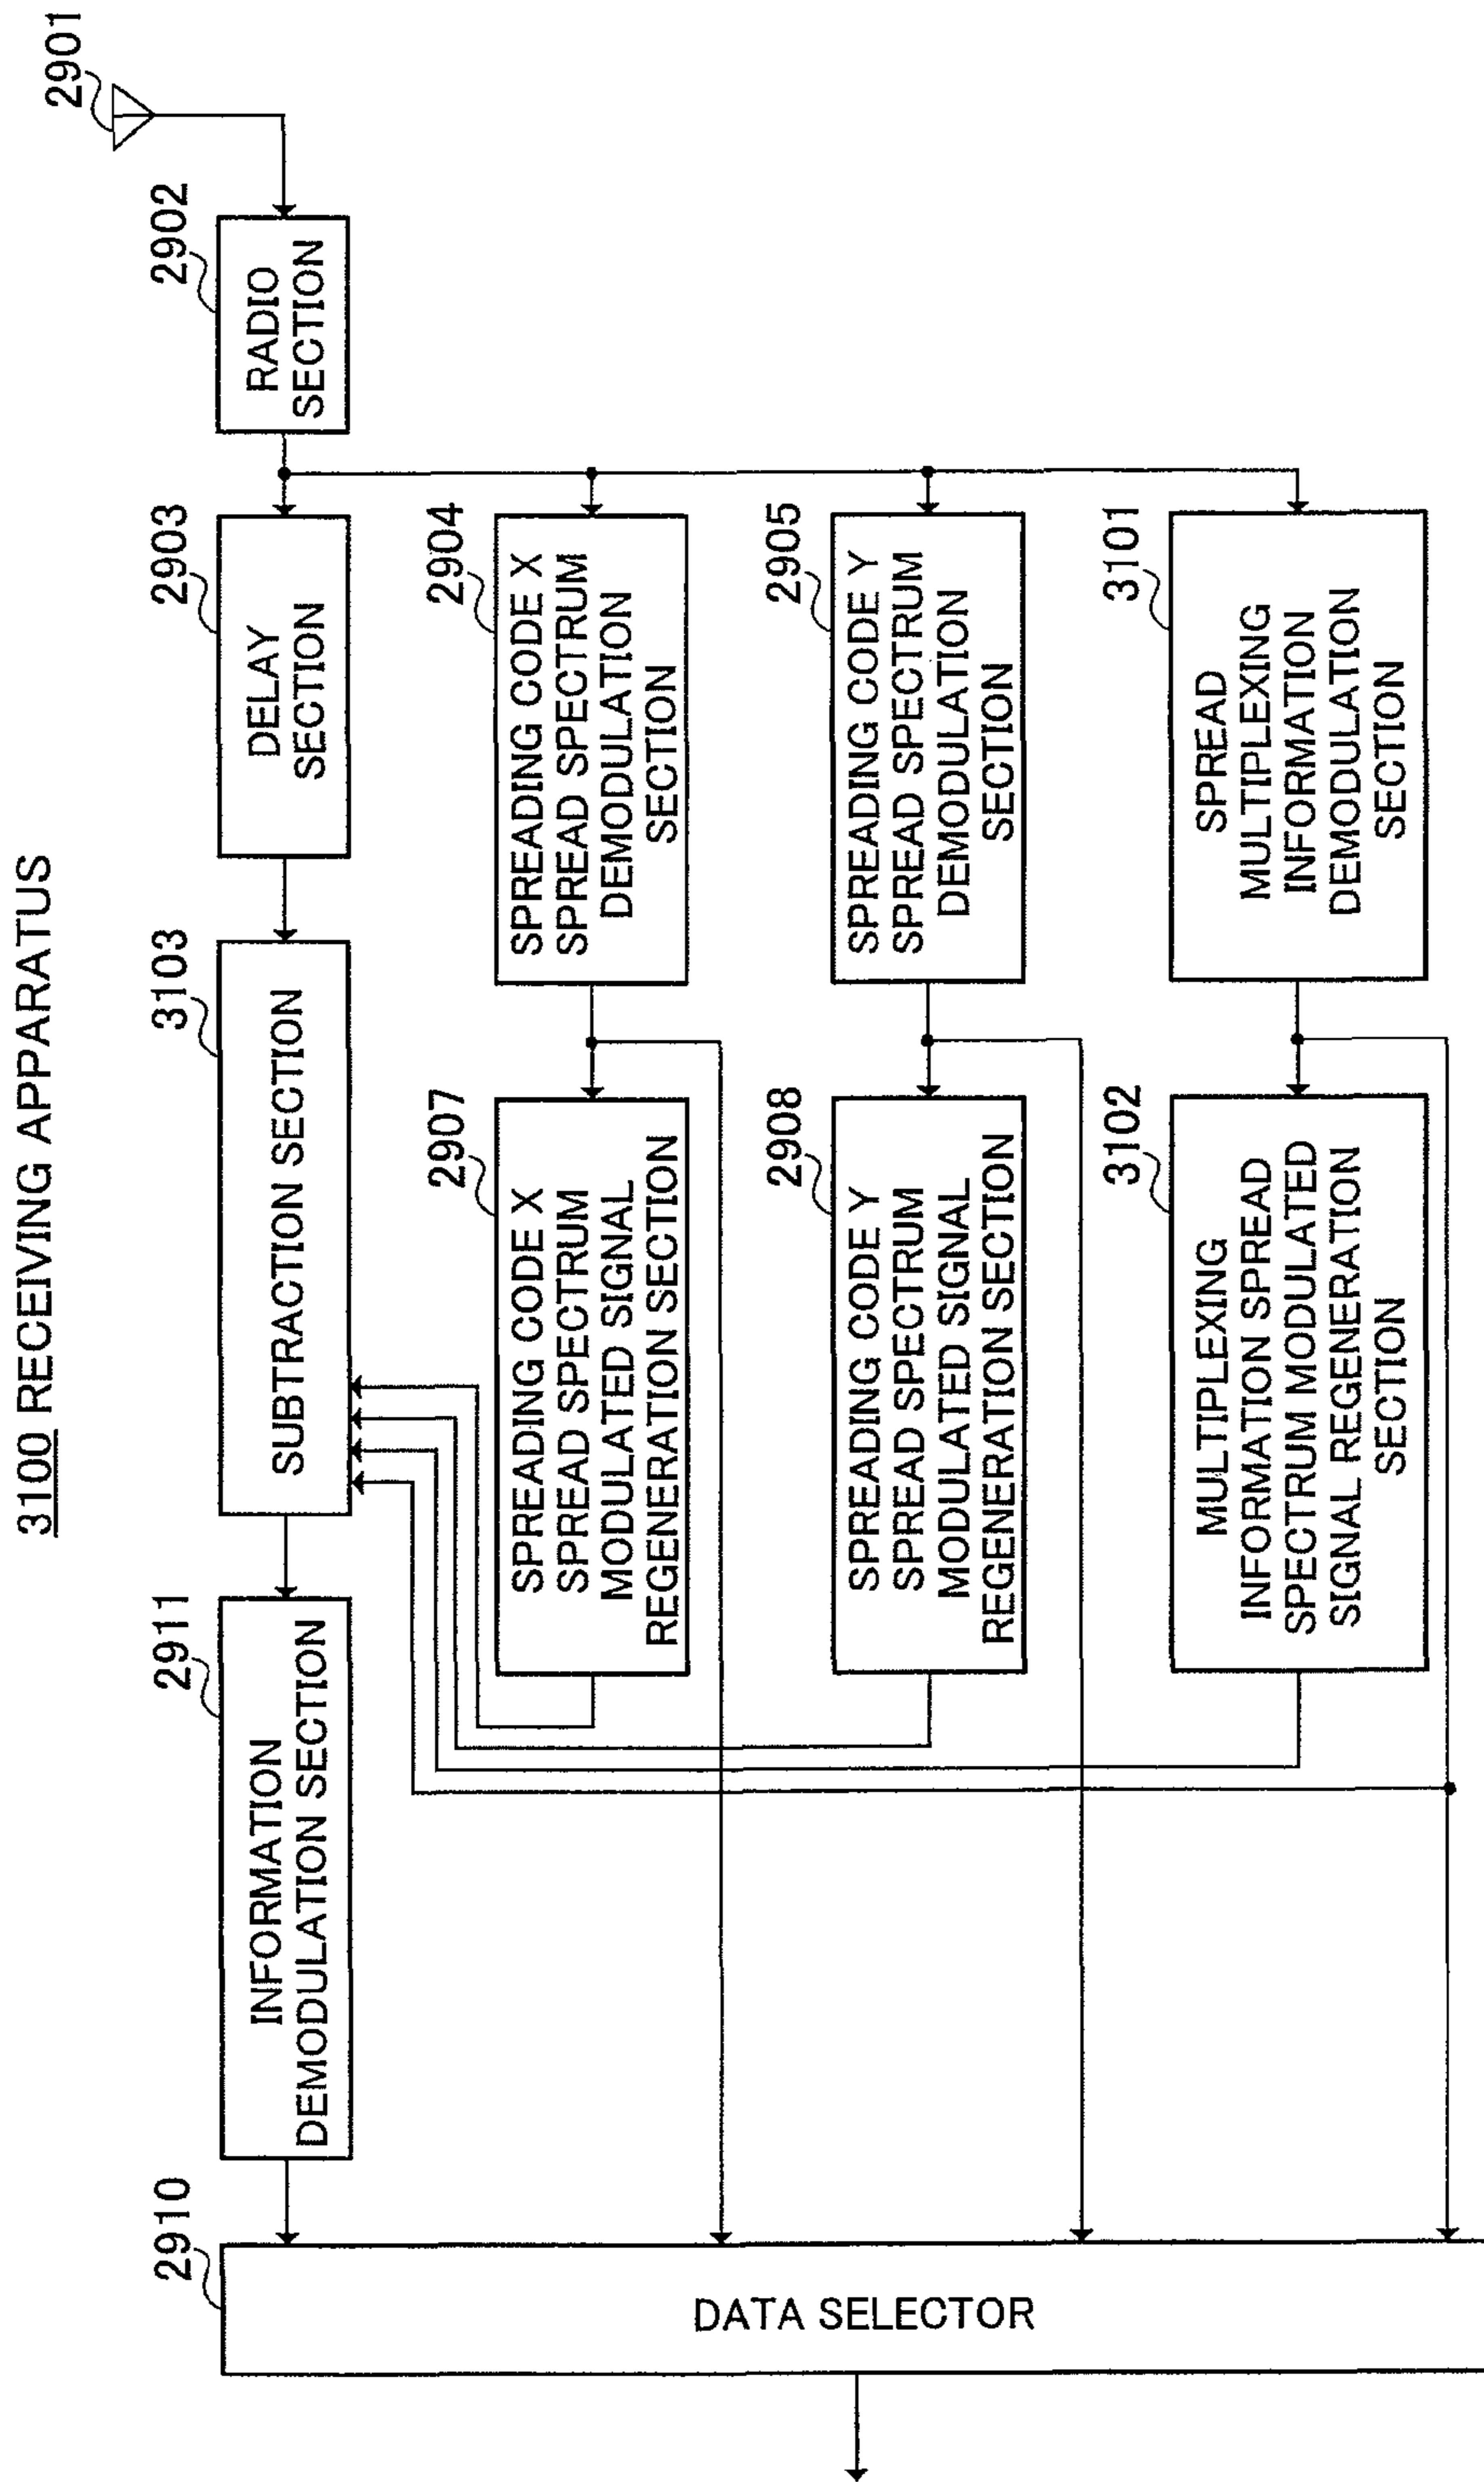 3100 RECEIVING APPARATUS
2901
2902
RADIO
SECTION
2903
DELAY
SECTION
3103
SUBTRACTION SECTION
2911
INFORMATION
DEMODULATION SECTION
2910
DATA SELECTOR
2904
SPREADING CODE X
SPREAD SPECTRUM
DEMODULATION
SECTION
2907
SPREADING CODE X
SPREAD SPECTRUM
MODULATED SIGNAL
REGENERATION SECTION
2905
SPREADING CODE Y
SPREAD SPECTRUM
DEMODULATION
SECTION
2908
SPREADING CODE Y
SPREAD SPECTRUM
MODULATED SIGNAL
REGENERATION SECTION
3101
SPREAD
MULTIPLEXING
INFORMATION
DEMODULATION
SECTION
3102
MULTIPLEXING
INFORMATION SPREAD
SPECTRUM MODULATED
SIGNAL REGENERATION
SECTION